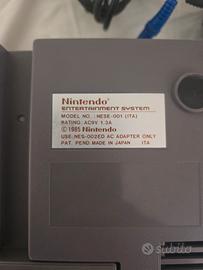 Nintendo®
ENTERTAINMENT SYSTEM™
MODEL NO. : NESE-001 (ITA)
RATING: AC9V 1.3A
©1985 Nintendo
USE-NES-002ED AC ADAPTER ONLY
PAT. PEND. MADE IN JAPAN ITA
subito